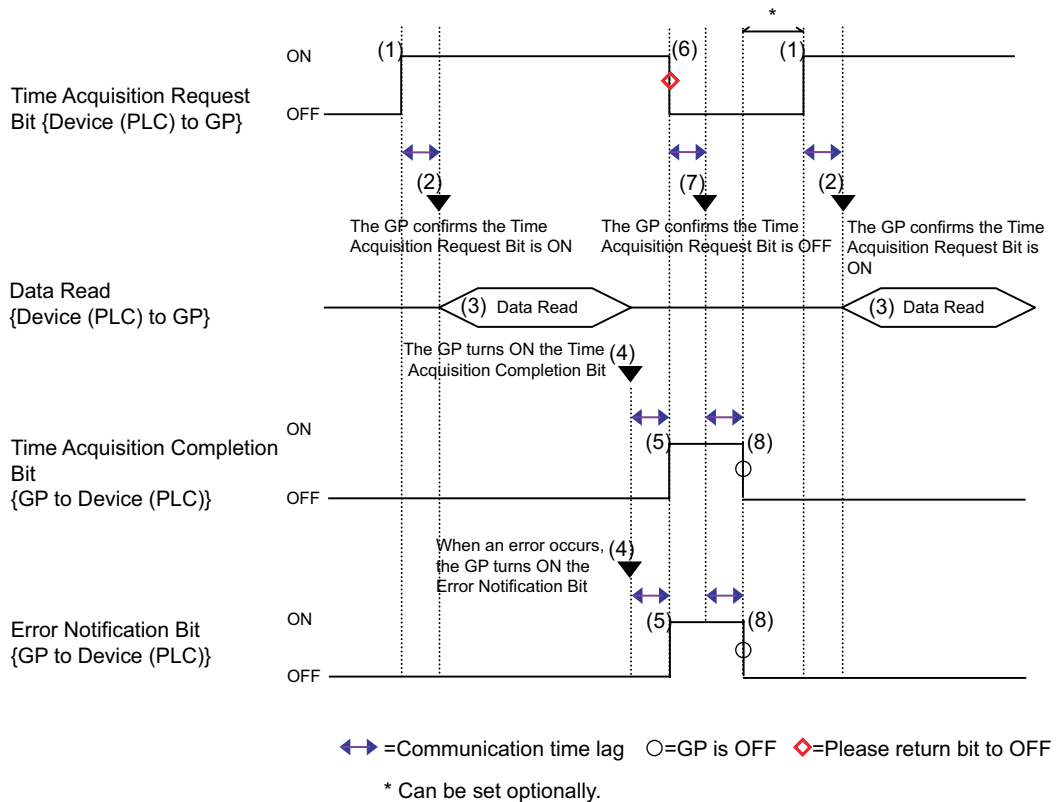 *
ON
(1)
(6)
(1)
Time Acquisition Request
Bit {Device (PLC) to GP}
OFF
(2)
(7)
(2)
The GP confirms the Time
Acquisition Request Bit is ON
The GP confirms the Time
Acquisition Request Bit is OFF
The GP confirms the Time
Acquisition Request Bit is
ON
Data Read
{Device (PLC) to GP}
(3) Data Read
(3) Data Read
The GP turns ON the Time
Acquisition Completion Bit
(4)
ON
Time Acquisition Completion
Bit
{GP to Device (PLC)}
(5)
(8)
OFF
When an error occurs,
the GP turns ON the
Error Notification Bit
(4)
ON
Error Notification Bit
{GP to Device (PLC)}
(5)
(8)
OFF
=Communication time lag =GP is OFF =Please return bit to OFF
* Can be set optionally.